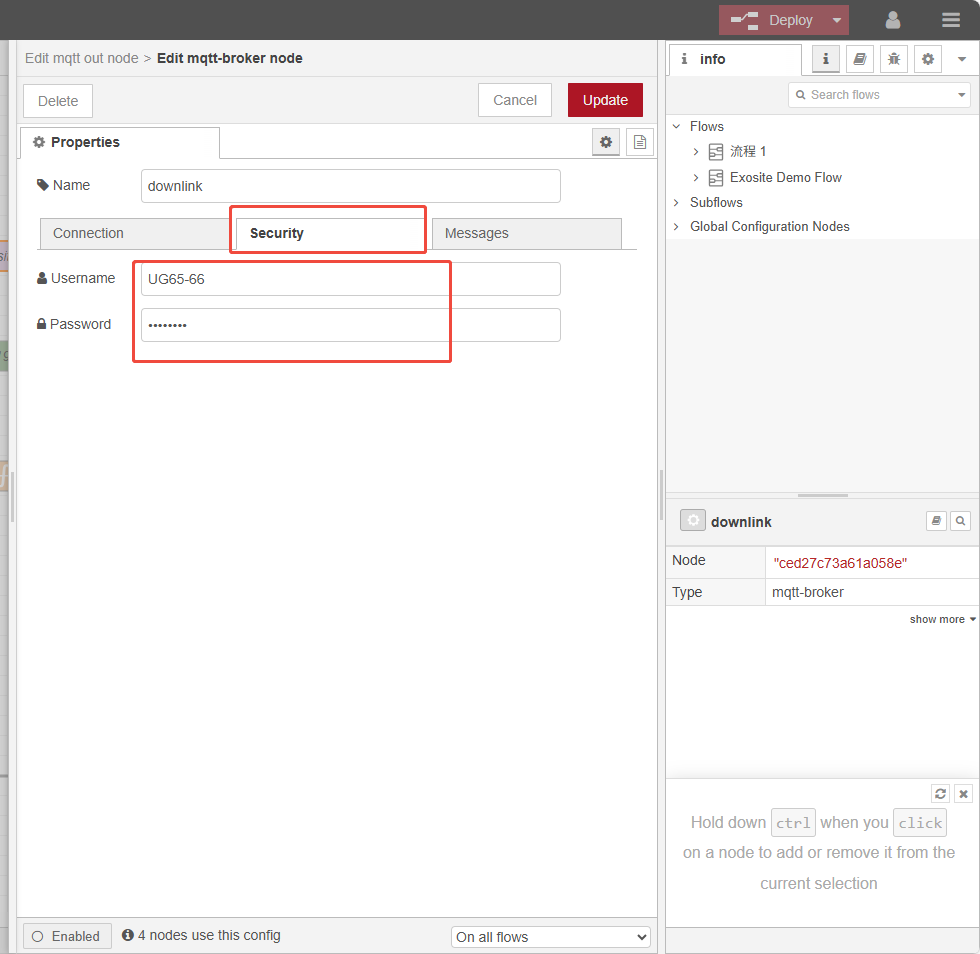 Deploy
Edit mqtt out node > Edit mqtt-broker node
Delete
Cancel
Update
Properties
Name
downlink
Connection
Security
Messages
Username
UG65-66
Password
••••••••
Enabled
4 nodes use this config
On all flows
info
Search flows
Flows
流程 1
Exosite Demo Flow
Subflows
Global Configuration Nodes
downlink
Node
"ced27c73a61a058e"
Type
mqtt-broker
show more
Hold down ctrl when you click
on a node to add or remove it from the
current selection